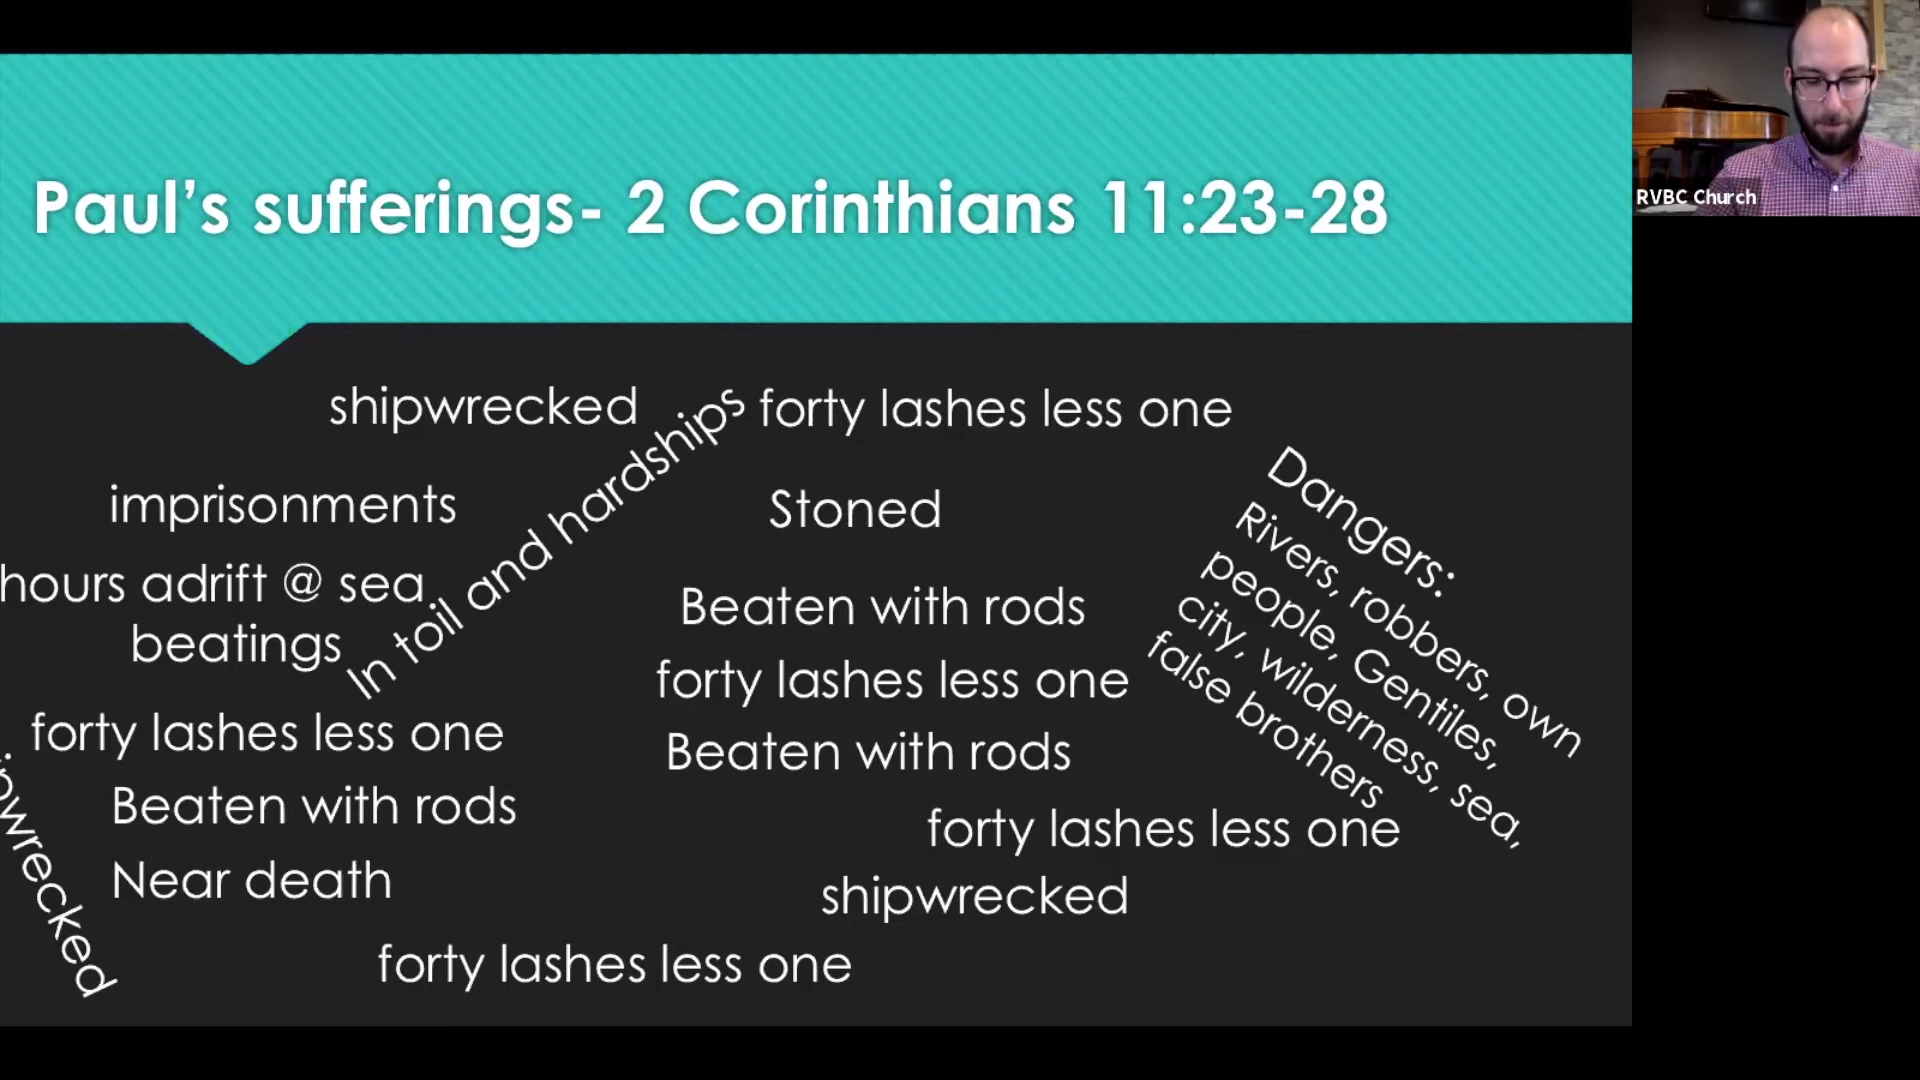 Paul’s sufferings- 2 Corinthians 11:23-28
RVBC Church
shipwrecked
forty lashes less one
In toil and hardships
imprisonments
Stoned
Dangers:
Rivers, robbers, own
people, Gentiles,
city, wilderness, sea,
false brothers
hours adrift @ sea
beatings
Beaten with rods
forty lashes less one
forty lashes less one
Beaten with rods
Beaten with rods
forty lashes less one
Near death
shipwrecked
forty lashes less one